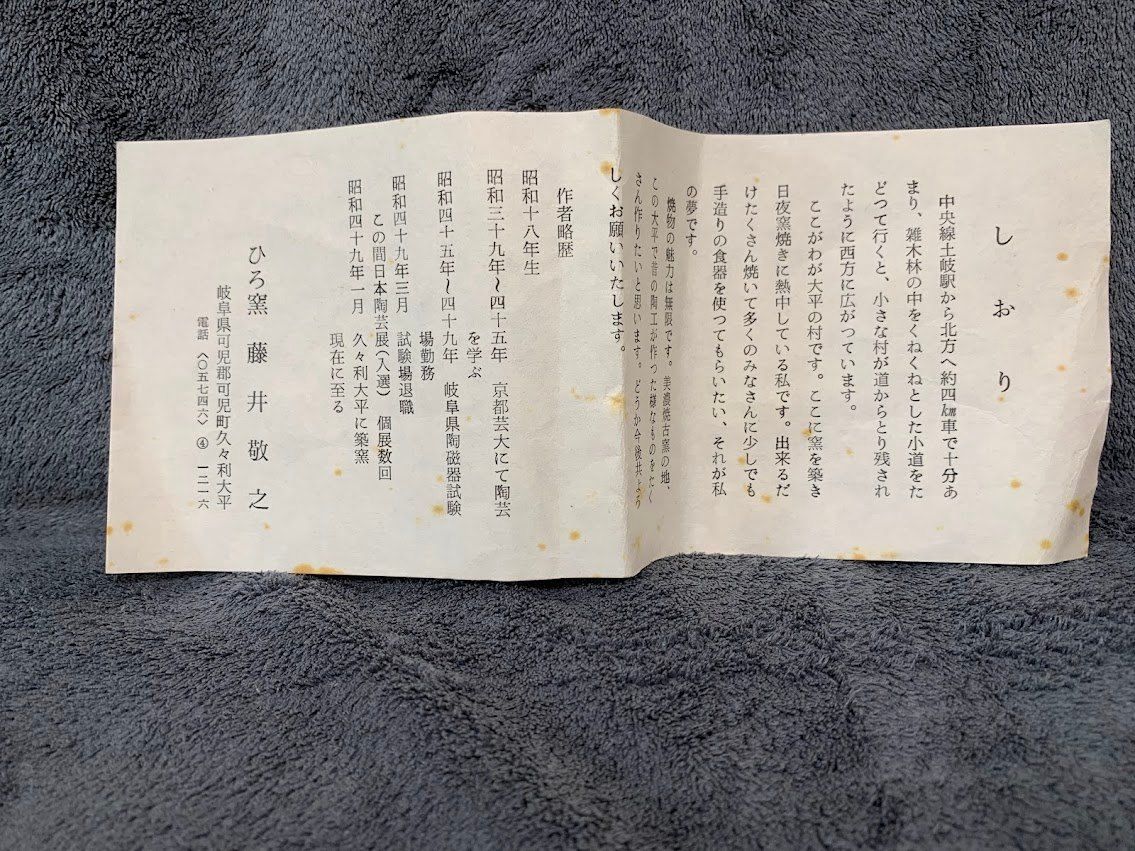 しおり
中央線土岐駅から北方へ約四㎞車で十分あ
まり、雑木林の中をくねくねとした小道をた
どつて行くと、小さな村が道からとり残され
たように西方に広がつています。
ことがわが大平の村です。ここに窯を築き
日夜窯焼きに熱中している私です。出来るだ
けたくさん焼いて多くのみなさんに少しでも
手造りの食器を使つてもらいたい、それが私
の夢です。
焼物の魅力は無限です。美濃焼古窯の地、
この大平で昔の陶工が作つた様なものをたく
さん作りたいと思います。どうか今後共よろ
しくお願いいたします。
作者略歴
昭和十八年生
昭和三十九年～四十五年 京都芸大にて陶芸
を学ぶ
昭和四十五年～四十九年 岐阜県陶磁器試験
場勤務
昭和四十九年三月 試験場退職
この間日本陶芸展(入選) 個展数回
昭和四十九年一月 久々利大平に築窯
現在に至る
ひろ窯 藤井敬之
岐阜県可児郡可児町久々利大平
電話〈〇五七四六〉④一二一六